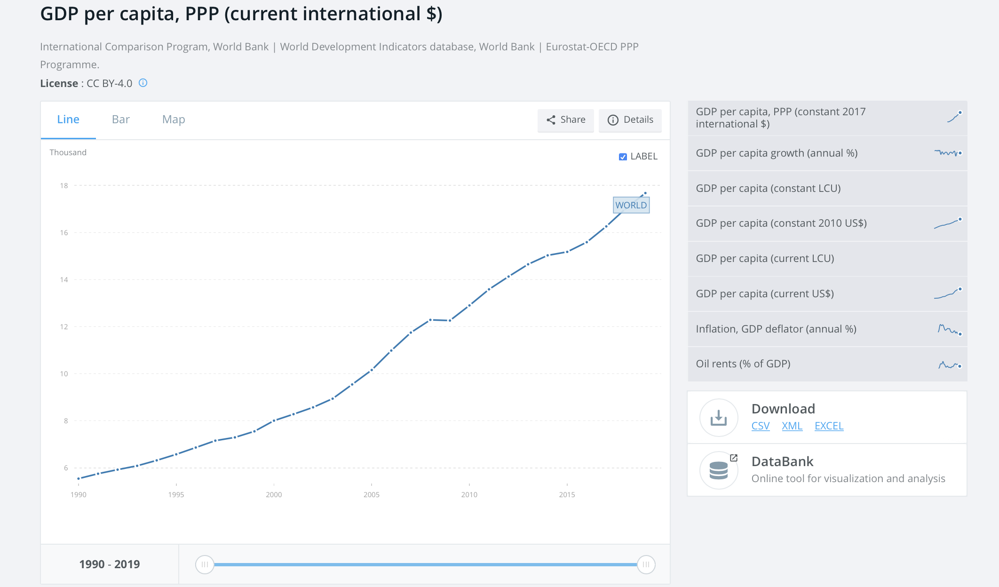 GDP per capita, PPP (current international $)
International Comparison Program, World Bank | World Development Indicators database, World Bank | Eurostat-OECD PPP
Programme.
License : CC BY-4.0
Line
Bar
Map
Share
Details
Thousand
LABEL
18
16
14
12
10
8
6
WORLD
1990
1995
2000
2005
2010
2015
1990 - 2019
GDP per capita, PPP (constant 2017
international $)
GDP per capita growth (annual %)
GDP per capita (constant LCU)
GDP per capita (constant 2010 US$)
GDP per capita (current LCU)
GDP per capita (current US$)
Inflation, GDP deflator (annual %)
Oil rents (% of GDP)
Download
CSV XML EXCEL
DataBank
Online tool for visualization and analysis